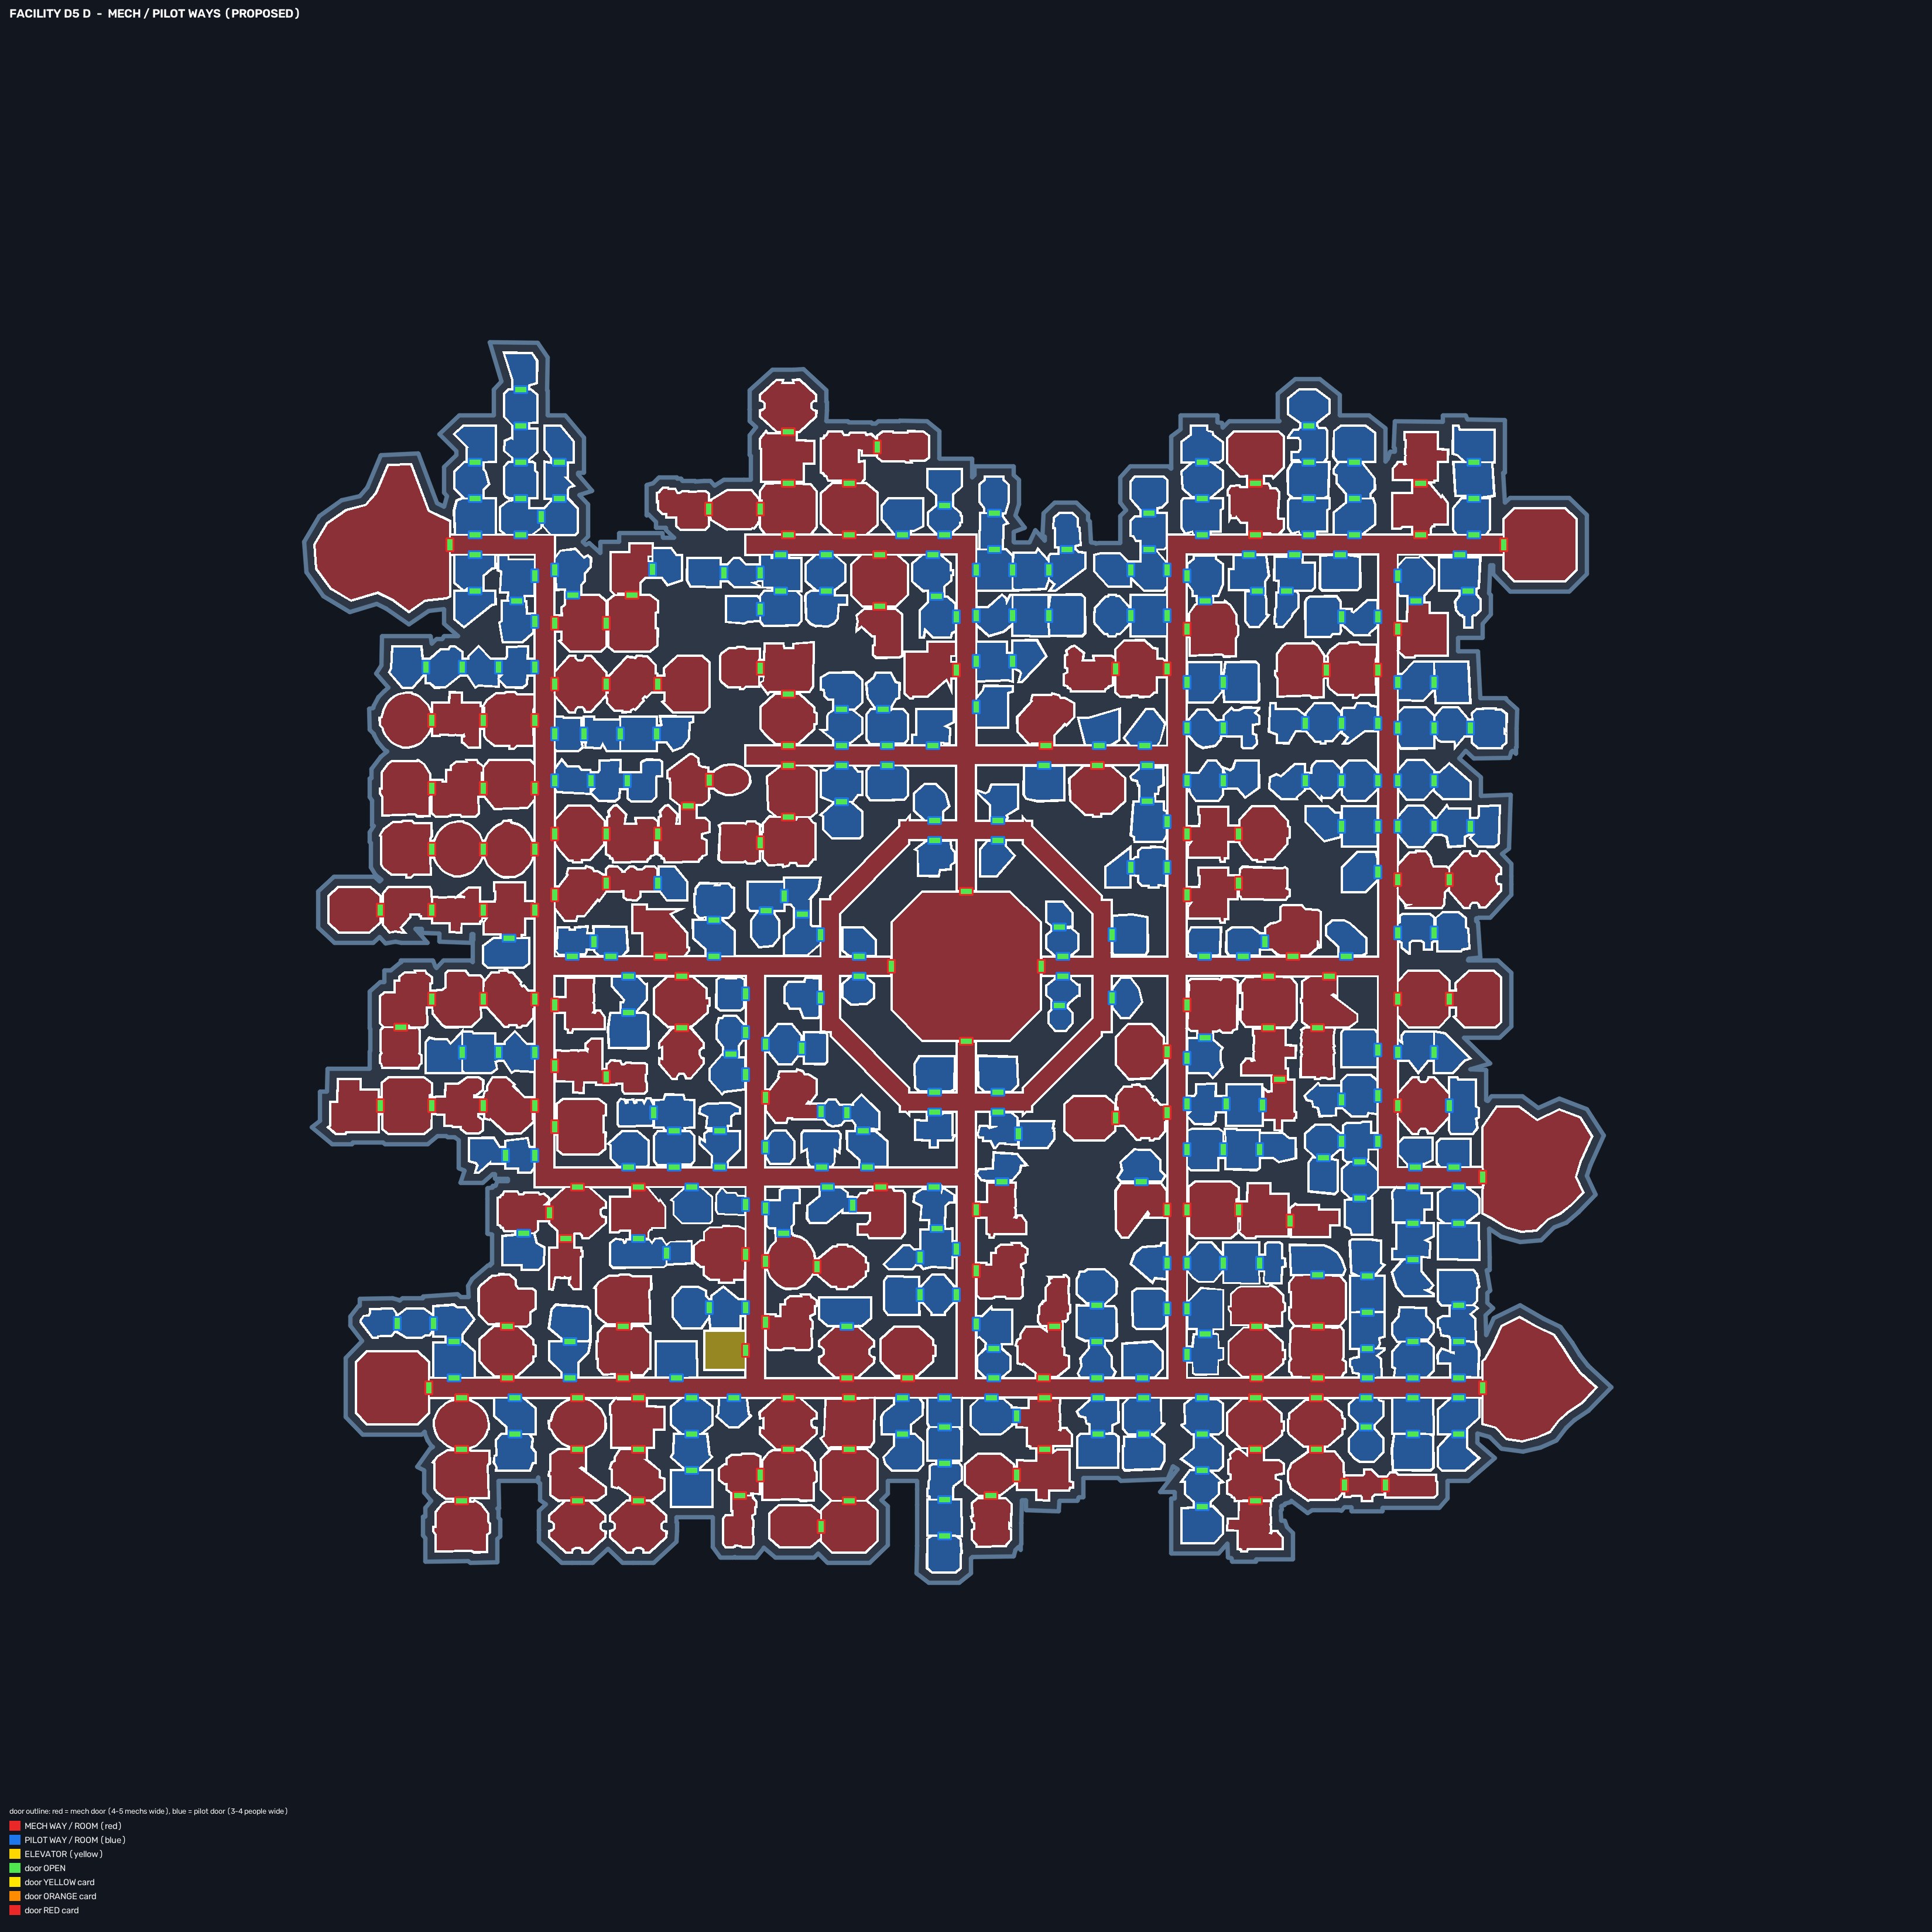 FACILITY D5 D - MECH / PILOT WAYS (PROPOSED)
door outline: red = mech door (4-5 mechs wide), blue = pilot door (3-4 people wide)
MECH WAY / ROOM (red)
PILOT WAY / ROOM (blue)
ELEVATOR (yellow)
door OPEN
door YELLOW card
door ORANGE card
door RED card